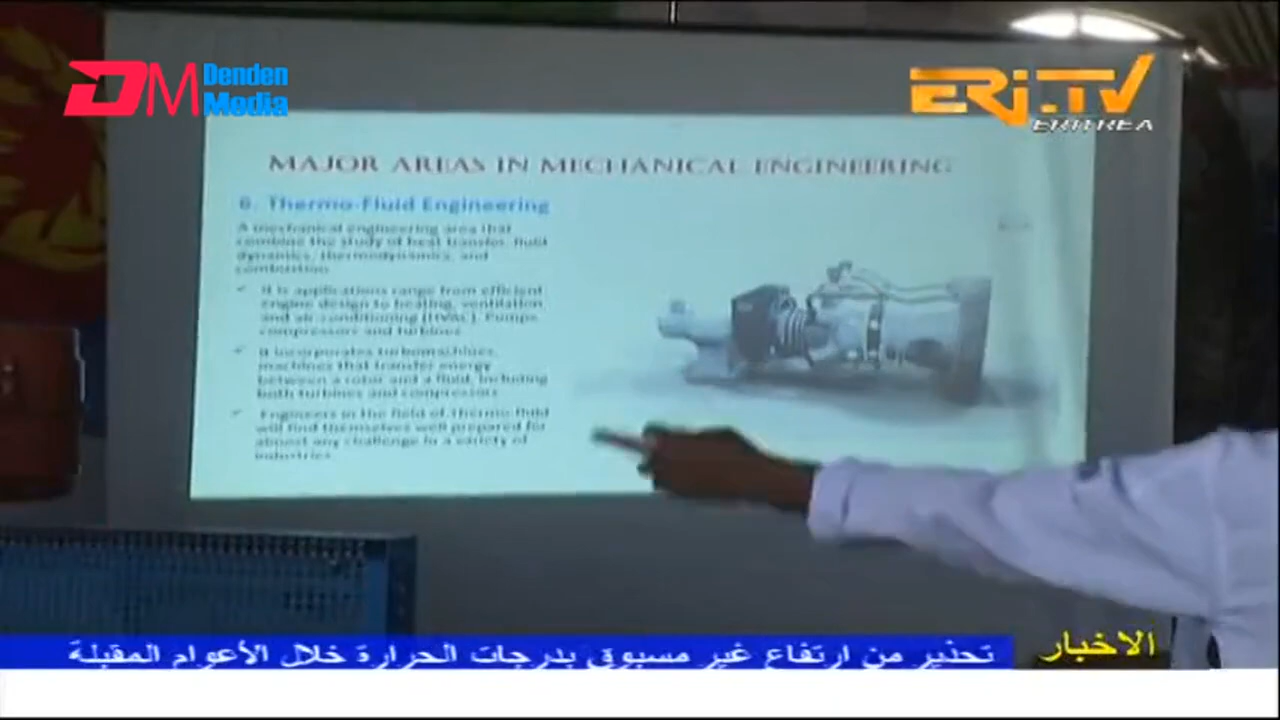 DM Denden Media
ERi.TV
ERITREA
MAJOR AREAS IN MECHANICAL ENGINEERING
6. Thermo-Fluid Engineering
A mechanical engineering area that
combine the study of heat transfer, fluid
dynamics, thermodynamics, and
combustion.
✓ It is applications range from efficient
engine design to heating, ventilation
and air-conditioning (HVAC). Pumps,
compressors and turbines.
✓ It incorporates turbomachines,
machines that transfer energy
between a rotor and a fluid, including
both turbines and compressors
✓ Engineers in the field of Thermo-fluid
will find themselves well prepared for
almost any challenge in a variety of
industries.
الاخبار
تحذير من ارتفاع غير مسبوق بدرجات الحرارة خلال الأعوام المقبلة